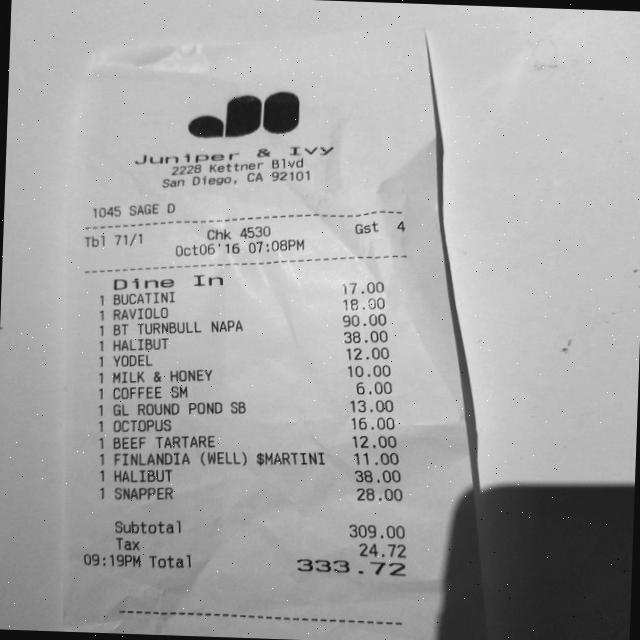 Juniper & Ivy
2228 Kettner Blvd
San Diego, CA 92101
1045 SAGE D
Tbl 71/1 Chk 4530 Gst 4
Oct06'16 07:08PM
Dine In
1 BUCATINI 17.00
1 RAVIOLO 18.00
1 BT TURNBULL NAPA 90.00
1 HALIBUT 38.00
1 YODEL 12.00
1 MILK & HONEY 10.00
1 COFFEE SM 6.00
1 GL ROUND POND SB 13.00
1 OCTOPUS 16.00
1 BEEF TARTARE 12.00
1 FINLANDIA (WELL) $MARTINI 11.00
1 HALIBUT 38.00
1 SNAPPER 28.00
Subtotal 309.00
Tax 24.72
09:19PM Total 333.72